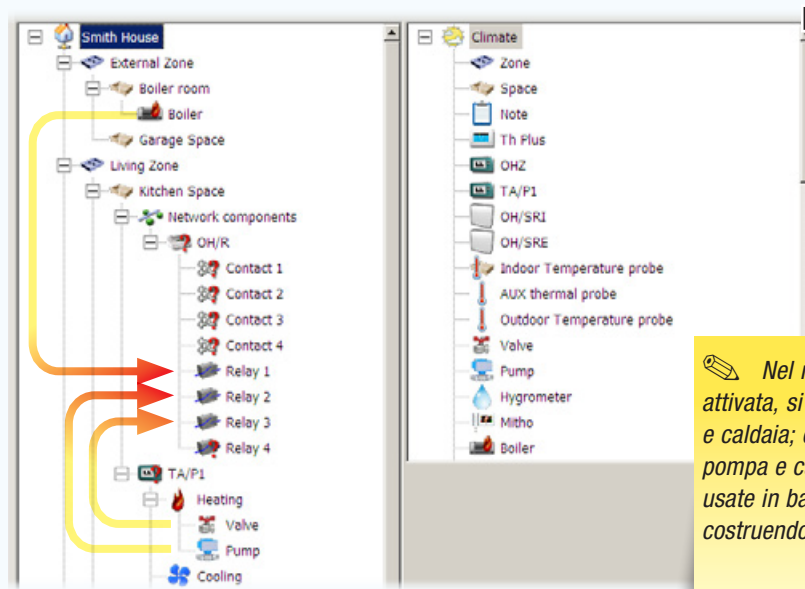 Smith House
External Zone
Boiler room
Boiler
Garage Space
Living Zone
Kitchen Space
Network components
OH/R
Contact 1
Contact 2
Contact 3
Contact 4
Relay 1
Relay 2
Relay 3
Relay 4
TA/P1
Heating
Valve
Pump
Cooling
Climate
Zone
Space
Note
Th Plus
OHZ
TA/P1
OH/SRI
OH/SRE
Indoor Temperature probe
AUX thermal probe
Outdoor Temperature probe
Valve
Pump
Hygrometer
Mitho
Boiler
Nel
attivata, si
e caldaia;
pompa e
usate in
costruendo